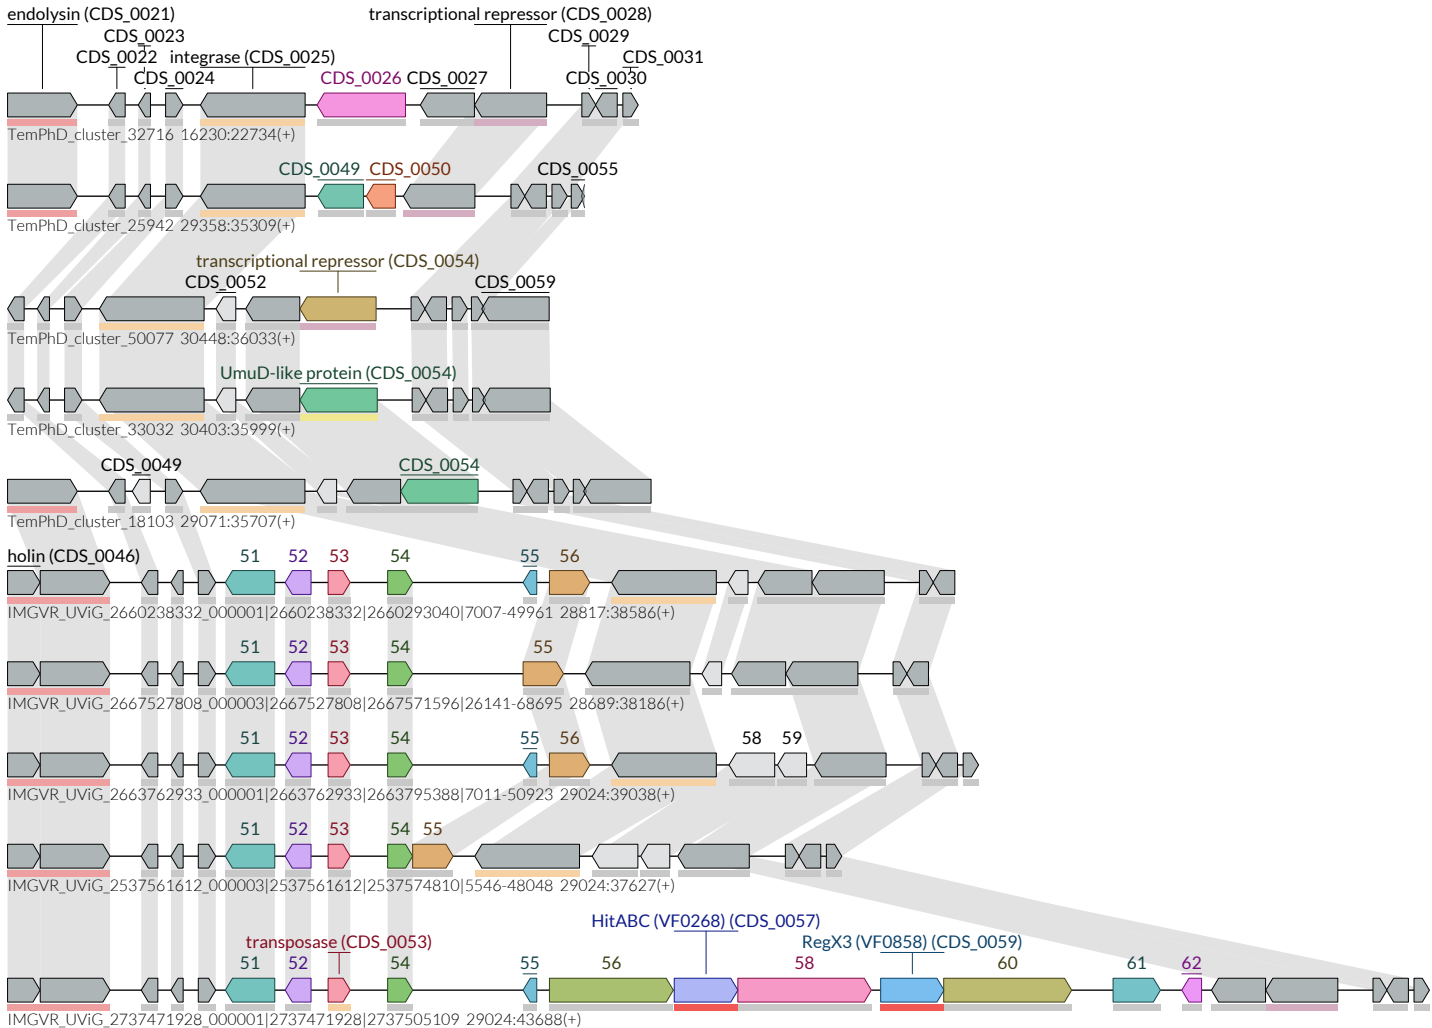 endolysin (CDS_0021)
transcriptional repressor (CDS_0028)
CDS_0023
CDS_0029
CDS_0022
integrase (CDS_0025)
CDS_0031
CDS_0024
CDS_0026
CDS_0027
CDS_0030
TemPhD_cluster_32716 16230:22734(+)
CDS_0049
CDS_0050
CDS_0055
TemPhD_cluster_25942 29358:35309(+)
transcriptional repressor (CDS_0054)
CDS_0052
CDS_0059
TemPhD_cluster_50077 30448:36033(+)
UmuD-like protein (CDS_0054)
TemPhD_cluster_33032 30403:35999(+)
CDS_0049
CDS_0054
TemPhD_cluster_18103 29071:35707(+)
holin (CDS_0046)
51
52
53
54
55
56
IMGVR_UViG_2660238332_000001|2660238332|2660293040|7007-49961 28817:38586(+)
51
52
53
54
55
IMGVR_UViG_2667527808_000003|2667527808|2667571596|26141-68695 28689:38186(+)
51
52
53
54
55
56
58
59
IMGVR_UViG_2663762933_000001|2663762933|2663795388|7011-50923 29024:39038(+)
51
52
53
54
55
IMGVR_UViG_2537561612_000003|2537561612|2537574810|5546-48048 29024:37627(+)
HitABC (VF0268) (CDS_0057)
transposase (CDS_0053)
RegX3 (VF0858) (CDS_0059)
51
52
54
55
56
58
60
61
62
IMGVR_UViG_2737471928_000001|2737471928|2737505109 29024:43688(+)